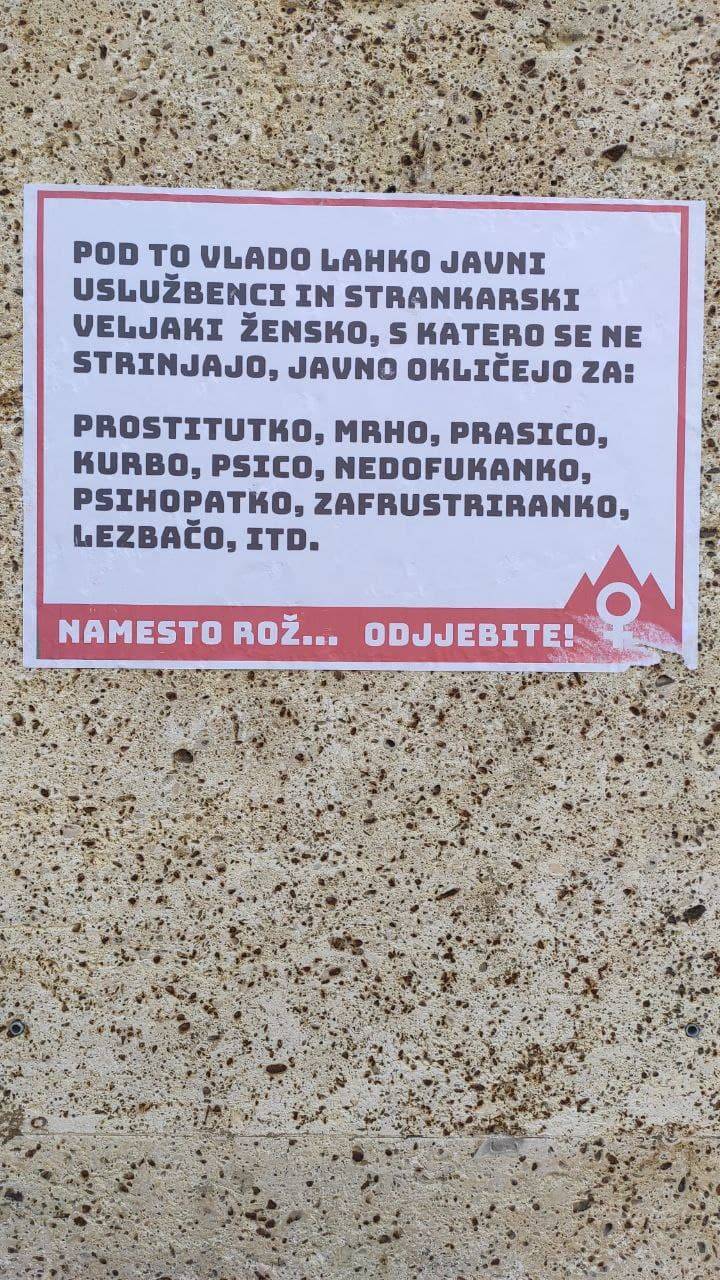 POD TO VLADO LAHKO JAVNI
USLUŽBENCI IN STRANKARSKI
VELJAKI ŽENSKO, S KATERO SE NE
STRINJAJO, JAVNO OKLIČEJO ZA:
PROSTITUTKO, MRHO, PRASICO,
KURBO, PSICO, NEDOFUKANKO,
PSIHOPATKO, ZAFRUSTRIRANKO,
LEZBAČO, ITD.
NAMESTO ROŽ... ODJJEBITE!